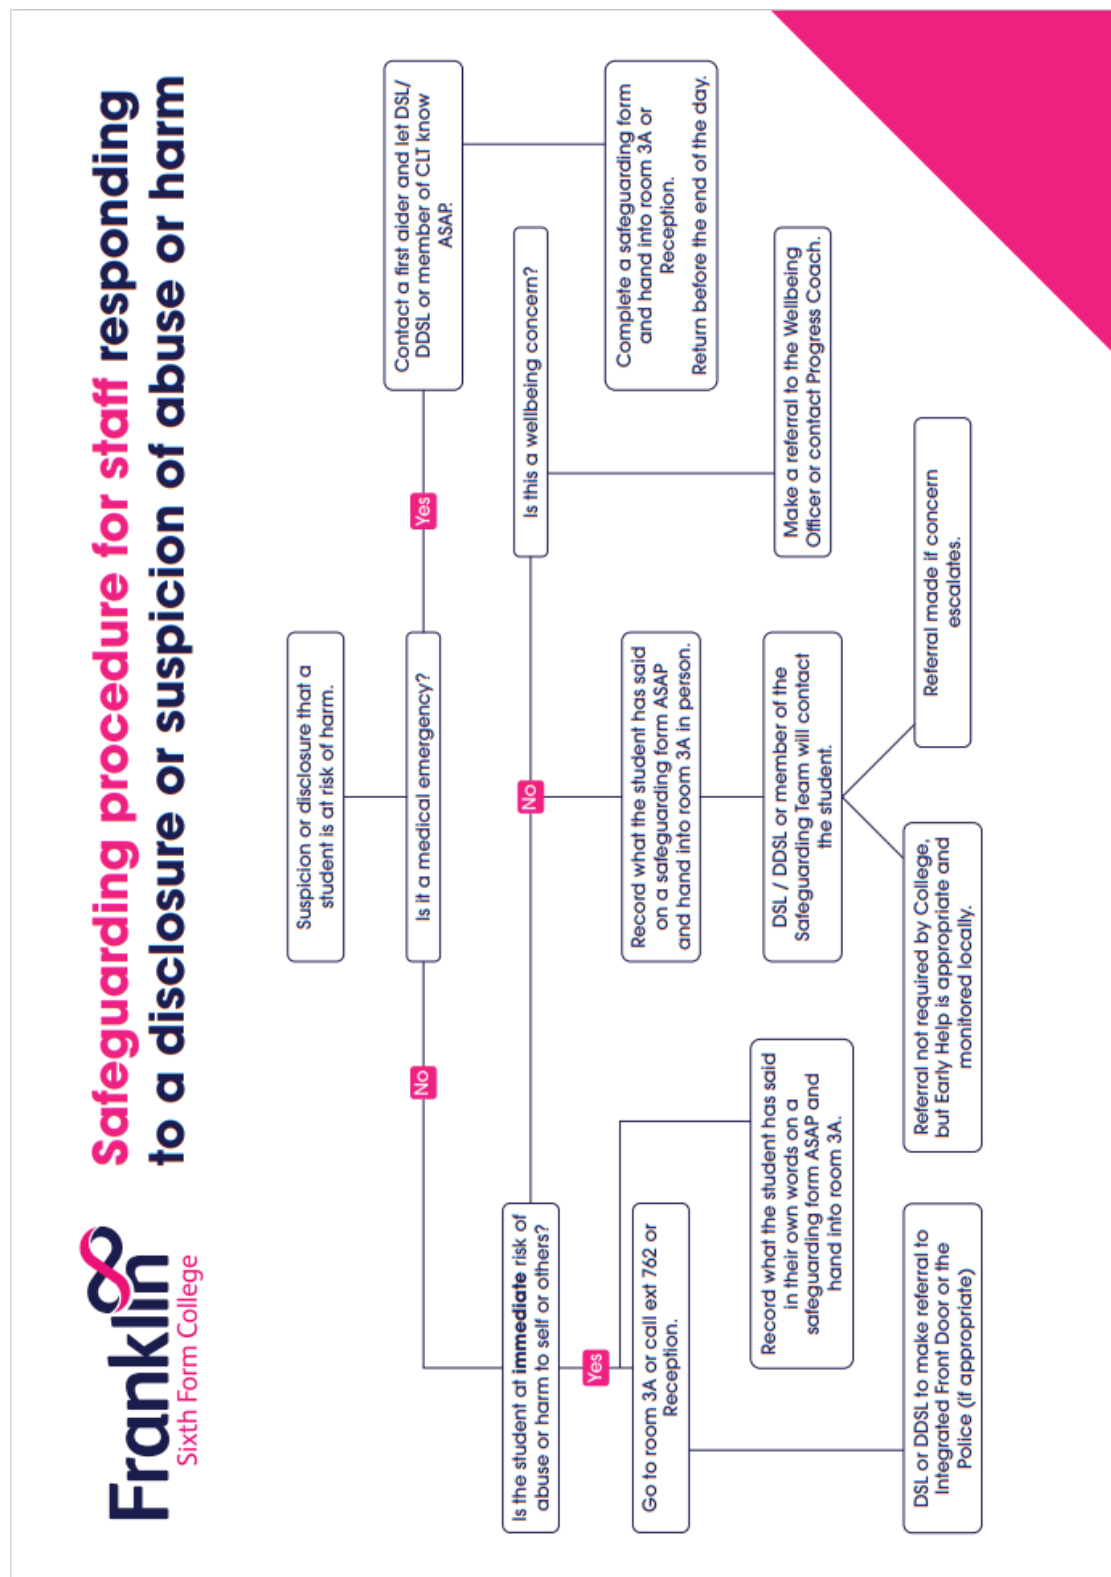 Franklin
Sixth Form College
Safeguarding procedure for staff responding
to a disclosure or suspicion of abuse or harm
Suspicion or disclosure that a
student is at risk of harm.
Is it a medical emergency?
No
Yes
Contact a first aider and let DSL/
DDSL or member of CLT know
ASAP.
Complete a safeguarding form
and hand into room 3A or
Reception.
Return before the end of the day.
Is the student at immediate risk of
abuse or harm to self or others?
No
Is this a wellbeing concern?
Make a referral to the Wellbeing
Officer or contact Progress Coach.
Yes
Go to room 3A or call ext 762 or
Reception.
Record what the student has said
in their own words on a
safeguarding form ASAP and
hand into room 3A.
DSL or DDSL to make referral to
Integrated Front Door or the
Police (if appropriate)
Record what the student has said
on a safeguarding form ASAP
and hand into room 3A in person.
DSL / DDSL or member of the
Safeguarding Team will contact
the student.
Referral not required by College,
but Early Help is appropriate and
monitored locally.
Referral made if concern
escalates.